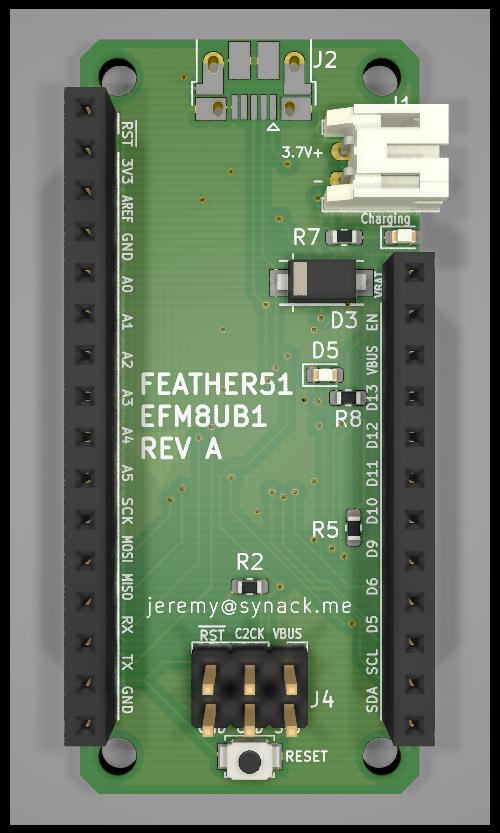 J2
J1
3.7V+
-
Charging
R7
VBAT
D3
EN
D5
VBUS
R8
D13
D12
D11
D10
D9
D6
D5
SCL
SDA
RST
3V3
AREF
GND
A0
A1
A2
A3
A4
A5
SCK
MOSI
MISO
RX
TX
GND
FEATHER51
EFM8UB1
REV A
R5
R2
jeremy@synack.me
RST C2CK VBUS
J4
RESET